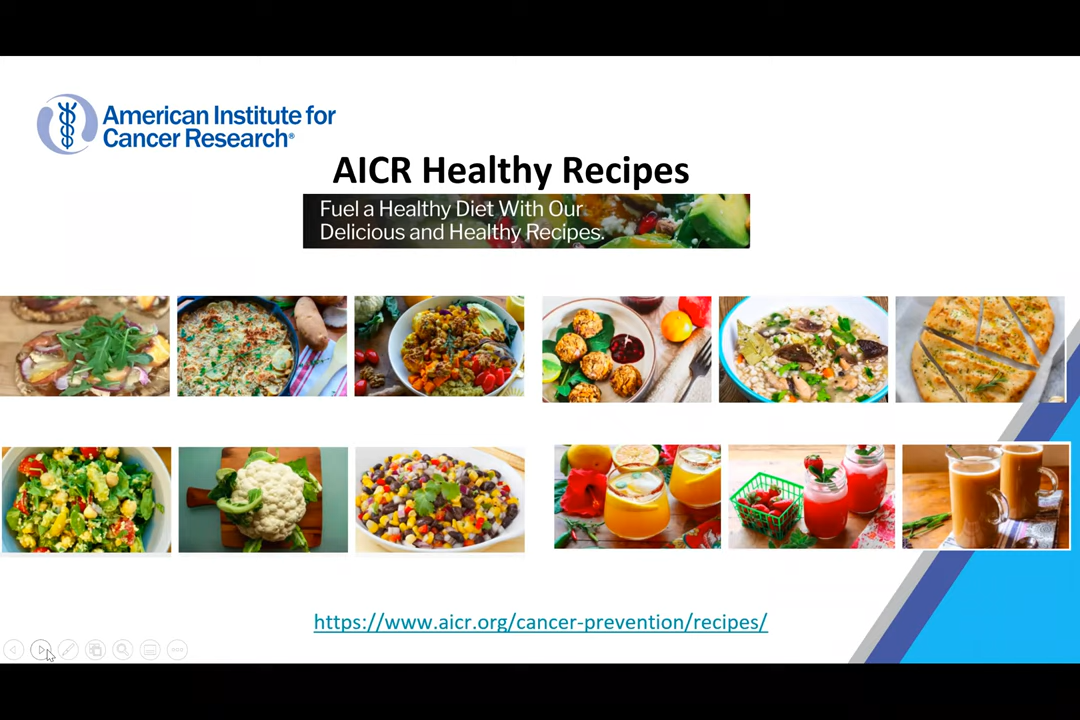 American Institute for
Cancer Research®
AICR Healthy Recipes
Fuel a Healthy Diet With Our
Delicious and Healthy Recipes.
https://www.aicr.org/cancer-prevention/recipes/